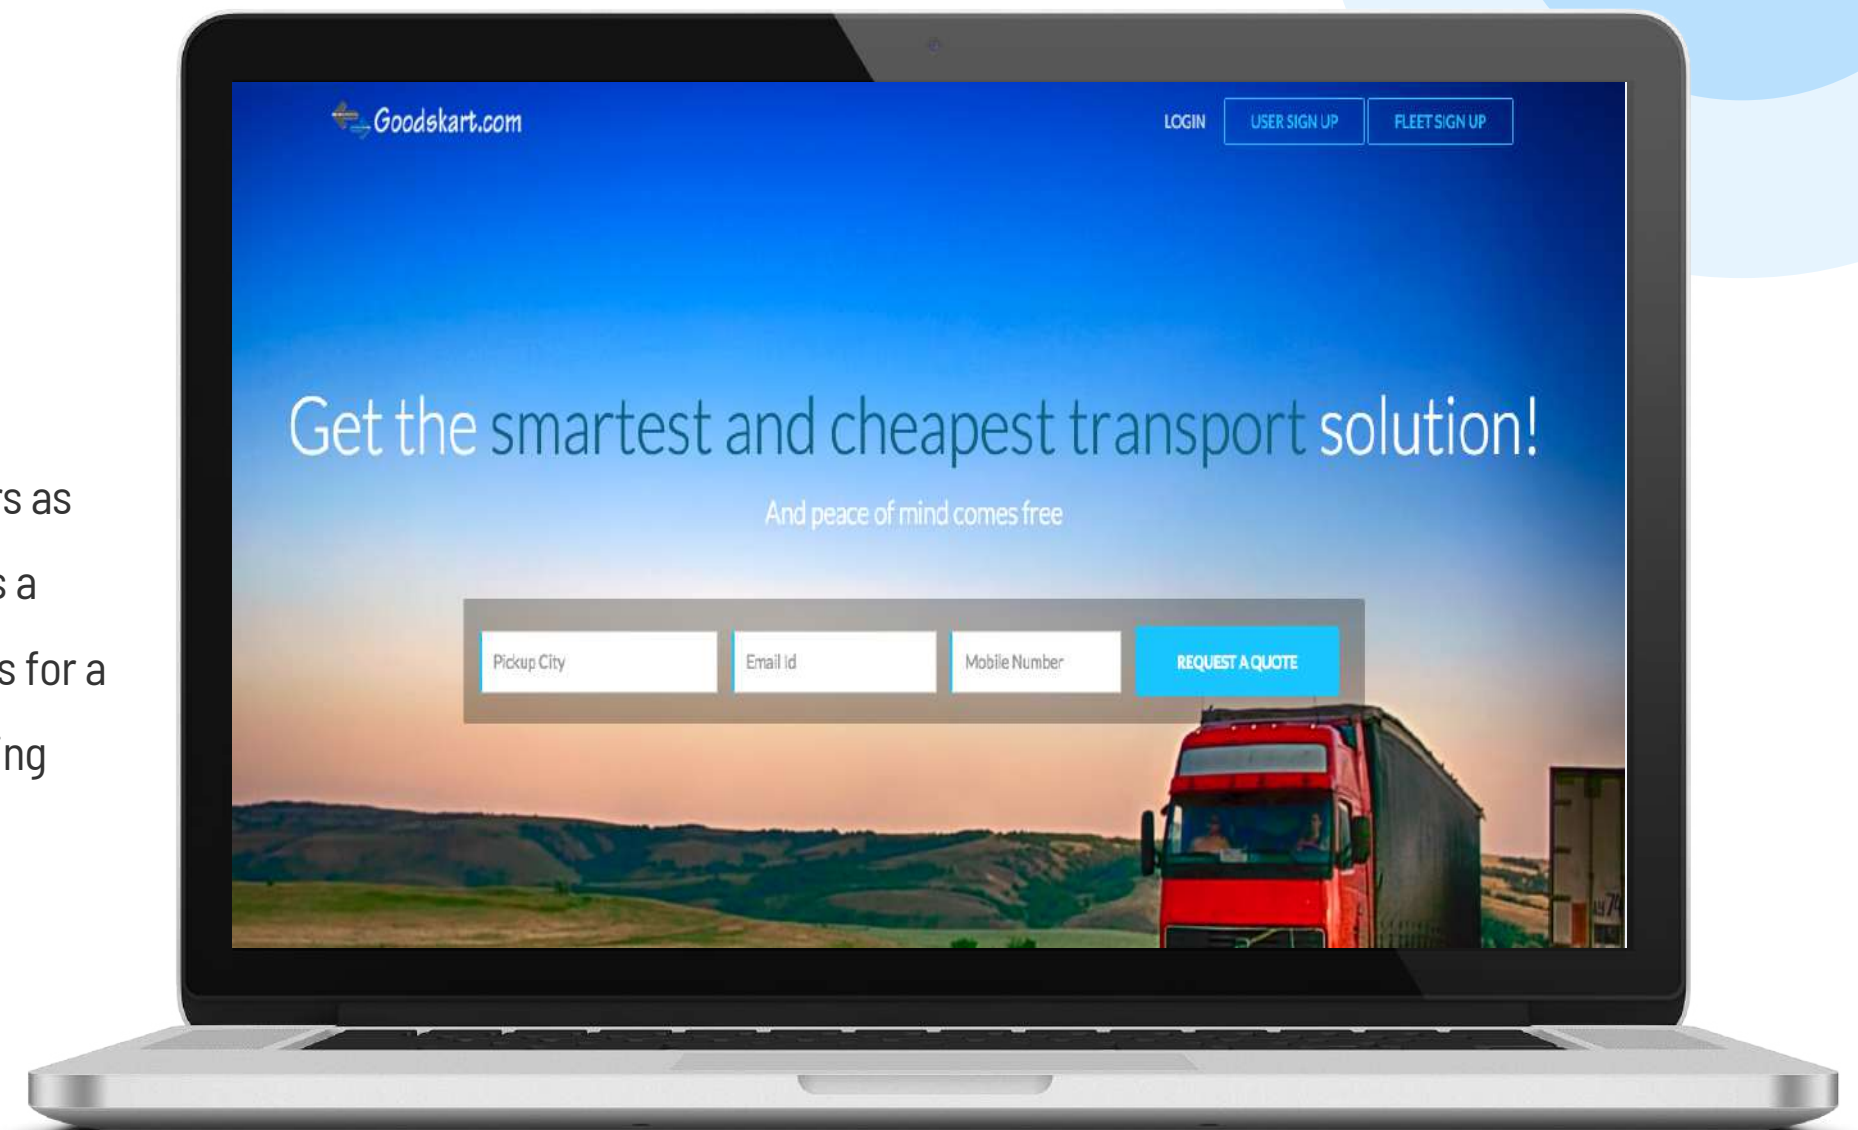 Goodskart.com
LOGIN
USER SIGN UP
FLEET SIGN UP
Get the smartest and cheapest transport solution!
And peace of mind comes free
Pickup City
Email Id
Mobile Number
REQUEST A QUOTE
rs as
s a
s for a
ing